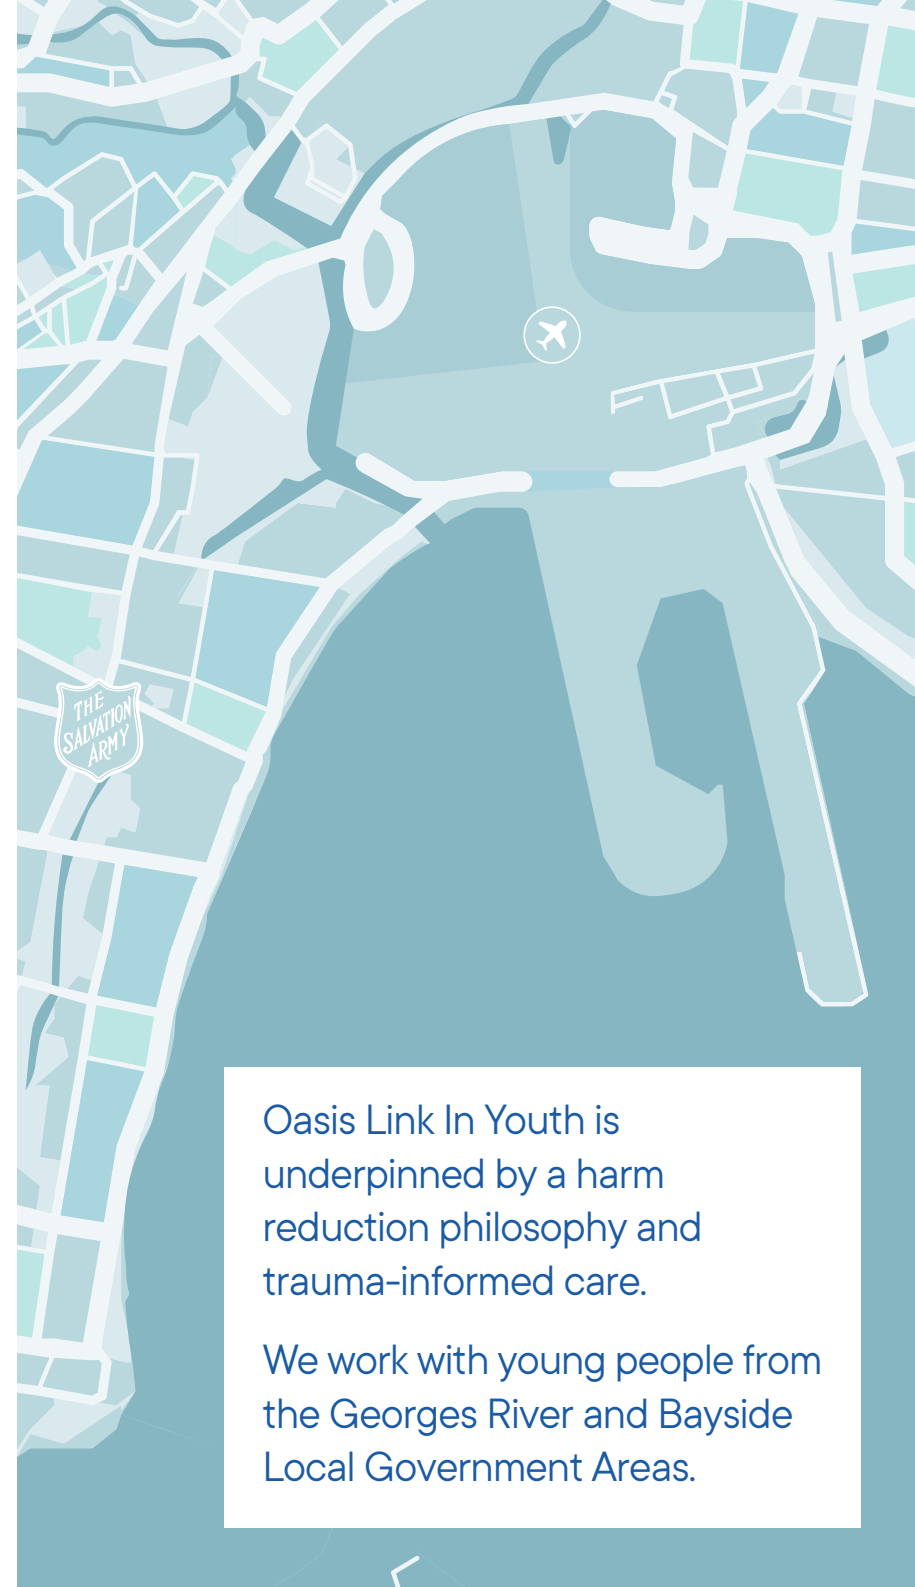 THE
SALVATION
ARMY
Oasis Link In Youth is
underpinned by a harm
reduction philosophy and
trauma-informed care.
We work with young people from
the Georges River and Bayside
Local Government Areas.